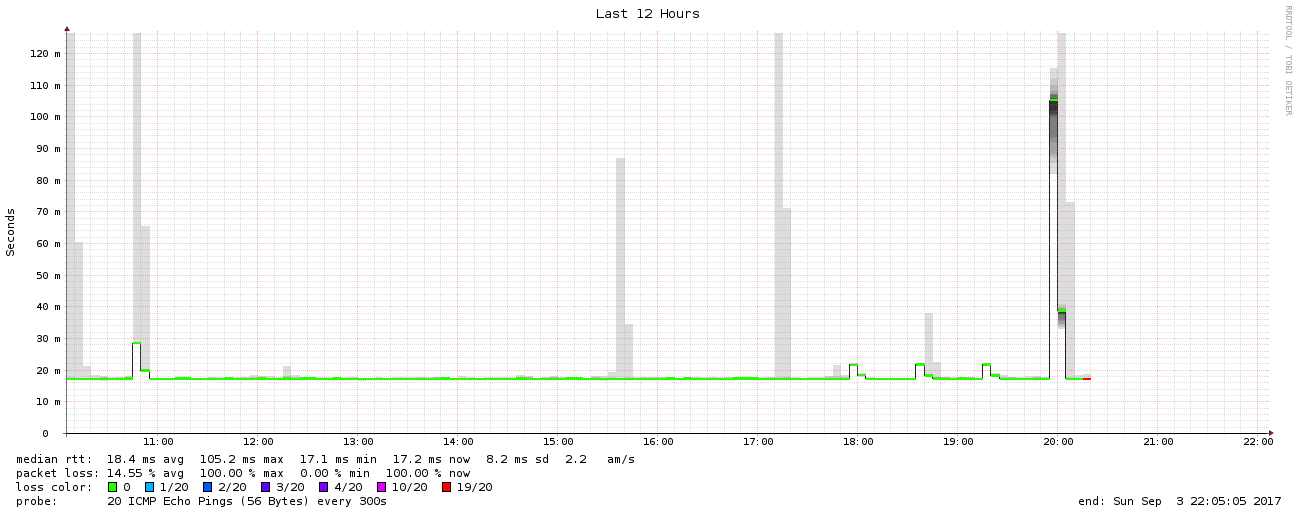 Last 12 Hours
RRDTOOL / TOBI OETIKER
Seconds
120 m
110 m
100 m
90 m
80 m
70 m
60 m
50 m
40 m
30 m
20 m
10 m
0
11:00 12:00 13:00 14:00 15:00 16:00 17:00 18:00 19:00 20:00 21:00 22:00
median rtt: 18.4 ms avg 105.2 ms max 17.1 ms min 17.2 ms now 8.2 ms sd 2.2 am/s
packet loss: 14.55 % avg 100.00 % max 0.00 % min 100.00 % now
loss color: 0 1/20 2/20 3/20 4/20 10/20 19/20
probe: 20 ICMP Echo Pings (56 Bytes) every 300s end: Sun Sep 3 22:05:05 2017